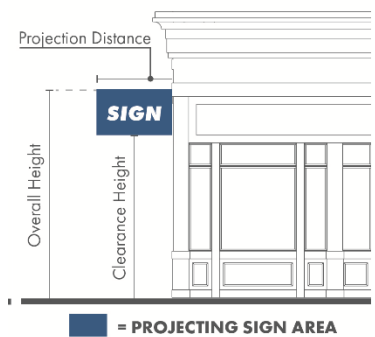 Projection Distance
SIGN
Overall Height
Clearance Height
= PROJECTING SIGN AREA